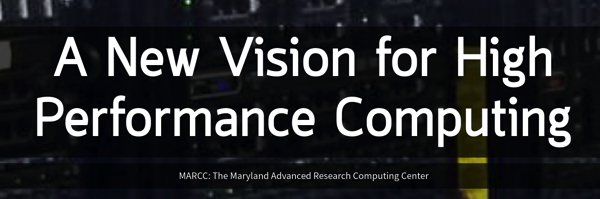 A New Vision for High
Performance Computing
MARCC: The Maryland Advanced Research Computing Center